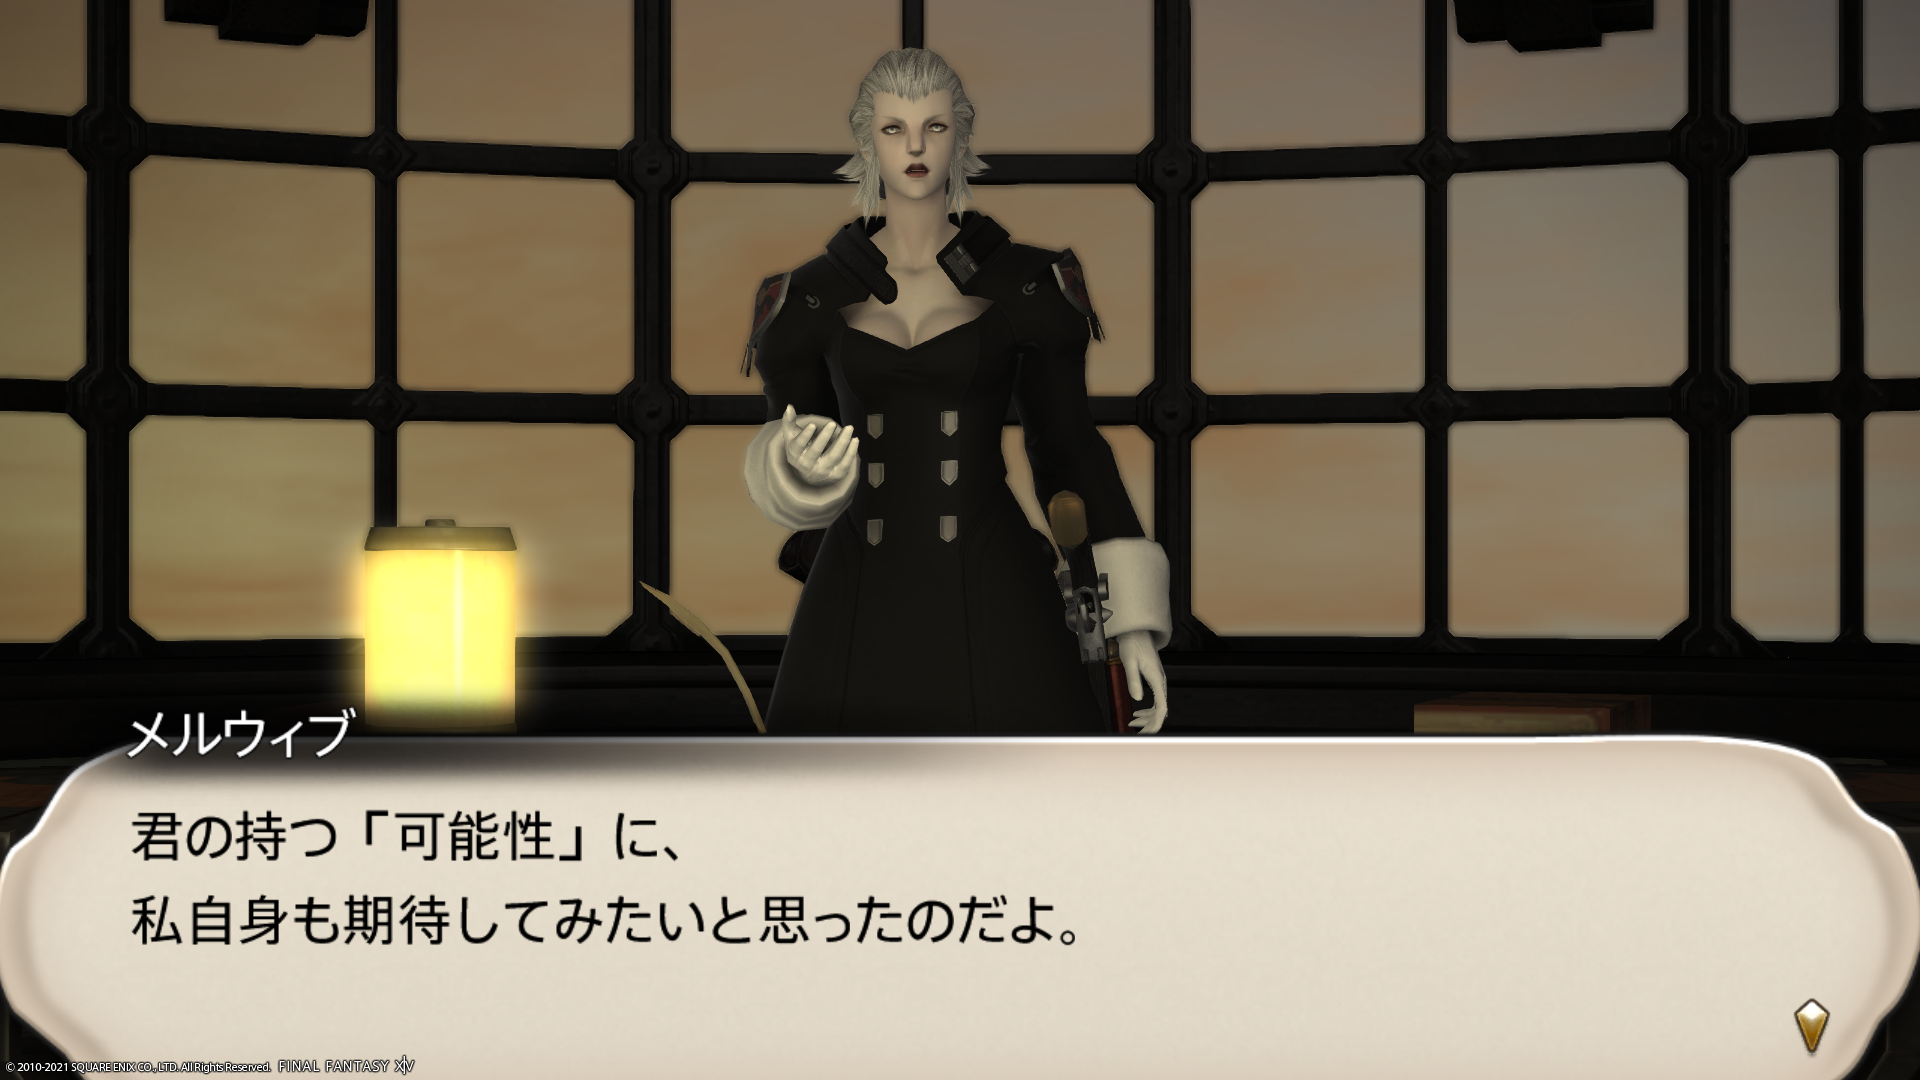 メルウィブ
君の持つ「可能性」に、
私自身も期待してみたいと思ったのだよ。
© 2010-2021 SQUARE ENIX CO., LTD. All Rights Reserved. FINAL FANTASY XIV